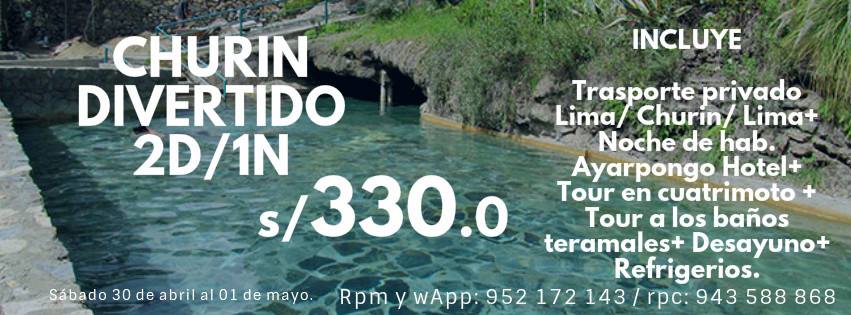 CHURIN
DIVERTIDO
2D/1N
s/330.0
INCLUYE
Trasporte privado
Lima/ Churin/ Lima+
Noche de hab.
Ayarpongo Hotel+
Tour en cuatrimoto +
Tour a los baños
teramales+ Desayuno+
Refrigerios.
Sábado 30 de abril al 01 de mayo.
Rpm y wApp: 952 172 143 / rpc: 943 588 868